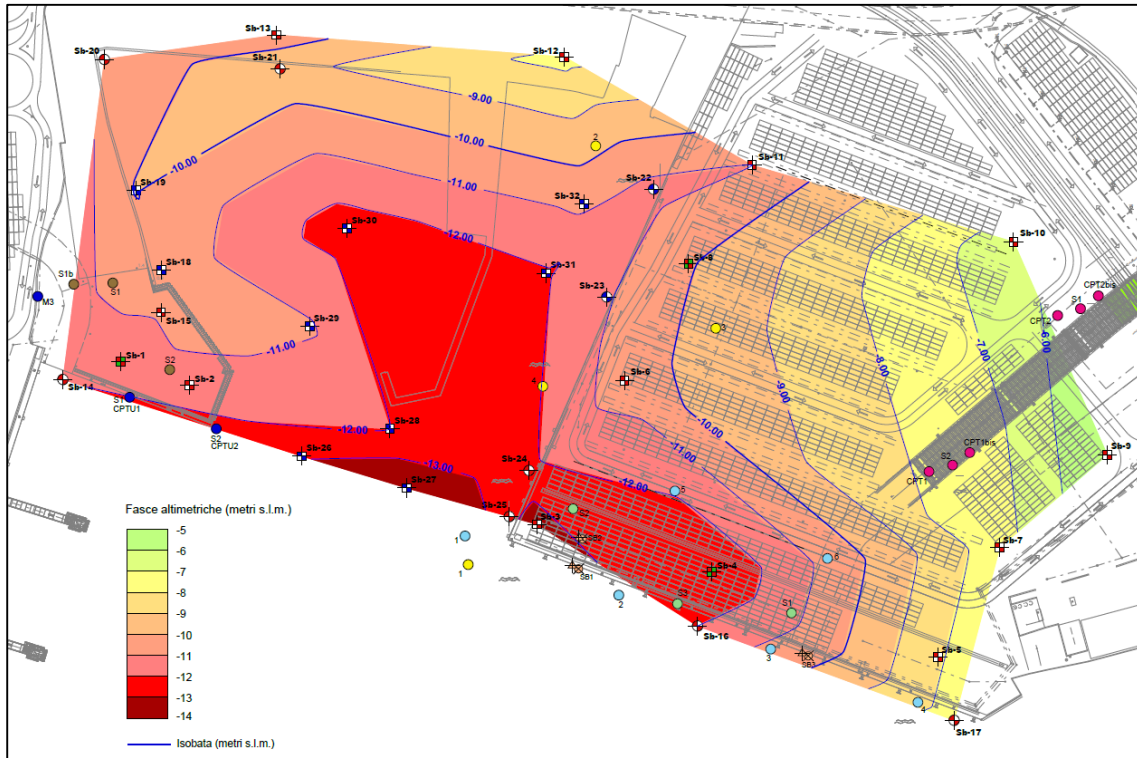 Sb-13
Sb-20
Sb-21
Sb-12
-9.00
-10.00
2
Sb-11
-10.00
Sb-19
-11.00
Sb-22
Sb-32
Sb-30
-12.00
Sb-10
Sb-18
Sb-31
Sb-8
S1b
S1
M3
Sb-23
CPT2bis
S1
CPT2
Sb-15
Sb-29
3
-6.00
-7.00
-11.00
-8.00
Sb-1
S2
Sb-2
Sb-14
4
Sb-6
-9.00
S1
CPTU1
S2
CPTU2
-12.00
Sb-28
-10.00
Sb-26
-13.00
Sb-24
-11.00
CPT1bis
S2
CPT1
Sb-9
Sb-27
-12.00
5
Sb-25
Sb-3
S2
SB2
1
1
SB1
Sb-7
6
Sb-4
2
S3
S1
Sb-16
3
SB3
Sb-5
4
Sb-17
Fasce altimetriche (metri s.l.m.)
-5
-6
-7
-8
-9
-10
-11
-12
-13
-14
Isobata (metri s.l.m.)